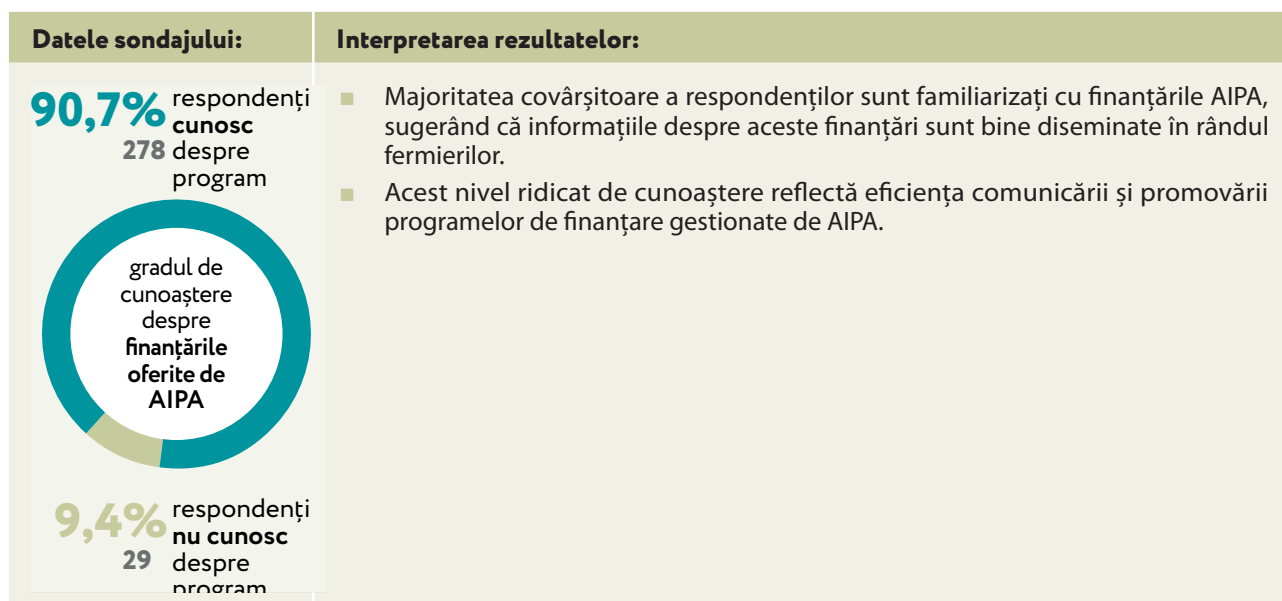 Datele sondajului:
Interpretarea rezultatelor:
90,7% respondenți
cunosc
278 despre
program
gradul de
cunoaștere
despre
finanțările
oferite de
AIPA
9,4% respondenți
nu cunosc
29 despre
program
■ Majoritatea covârșitoare a respondenților sunt familiarizați cu finanțările AIPA,
sugerând că informațiile despre aceste finanțări sunt bine diseminate în rândul
fermierilor.
■ Acest nivel ridicat de cunoaștere reflectă eficiența comunicării și promovării
programelor de finanțare gestionate de AIPA.